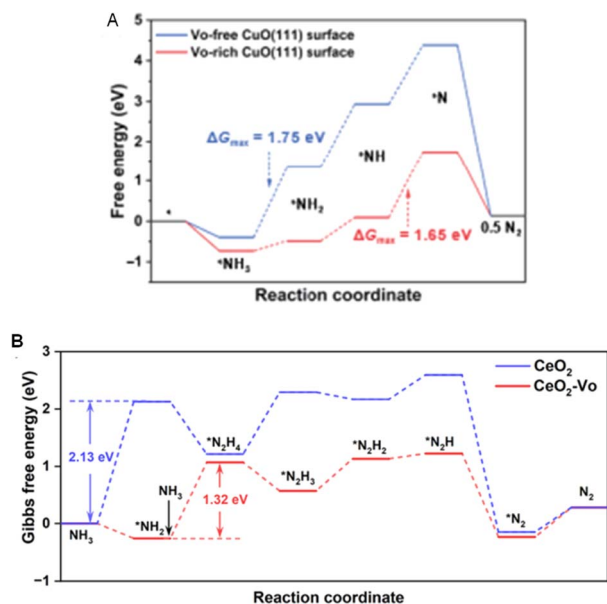 A
Vo-free CuO(111) surface
Vo-rich CuO(111) surface
Free energy (eV)
5
4
3
2
1
0
−1
ΔGmax = 1.75 eV
*N
*NH
*NH2
*
*NH3
ΔGmax = 1.65 eV
0.5 N2
Reaction coordinate
B
Gibbs free energy (eV)
3
2
1
0
−1
CeO2
CeO2-Vo
2.13 eV
NH3
*NH2
NH3
*N2H4
1.32 eV
*N2H3
*N2H2
*N2H
*N2
N2
Reaction coordinate